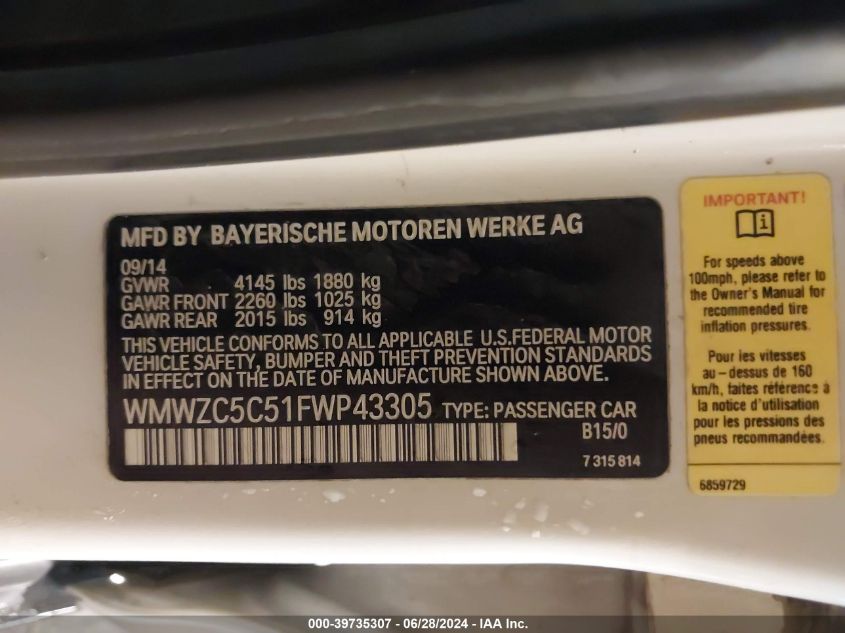 MFD BY BAYERISCHE MOTOREN WERKE AG
09/14
GVWR 4145 lbs 1880 kg
GAWR FRONT 2260 lbs 1025 kg
GAWR REAR 2015 lbs 914 kg
THIS VEHICLE CONFORMS TO ALL APPLICABLE U.S.FEDERAL MOTOR
VEHICLE SAFETY, BUMPER AND THEFT PREVENTION STANDARDS
IN EFFECT ON THE DATE OF MANUFACTURE SHOWN ABOVE.
WMWZC5C51FWP43305 TYPE: PASSENGER CAR
B15/0
7 315 814
IMPORTANT!
i
For speeds above
100mph, please refer to
the Owner's Manual for
recommended tire
inflation pressures.
Pour les vitesses
au-dessus de 160
km/h, faites référence à
pour les pressions des
pneus recommandées.
6859729
000-39735307 - 06/28/2024 - IAA Inc.